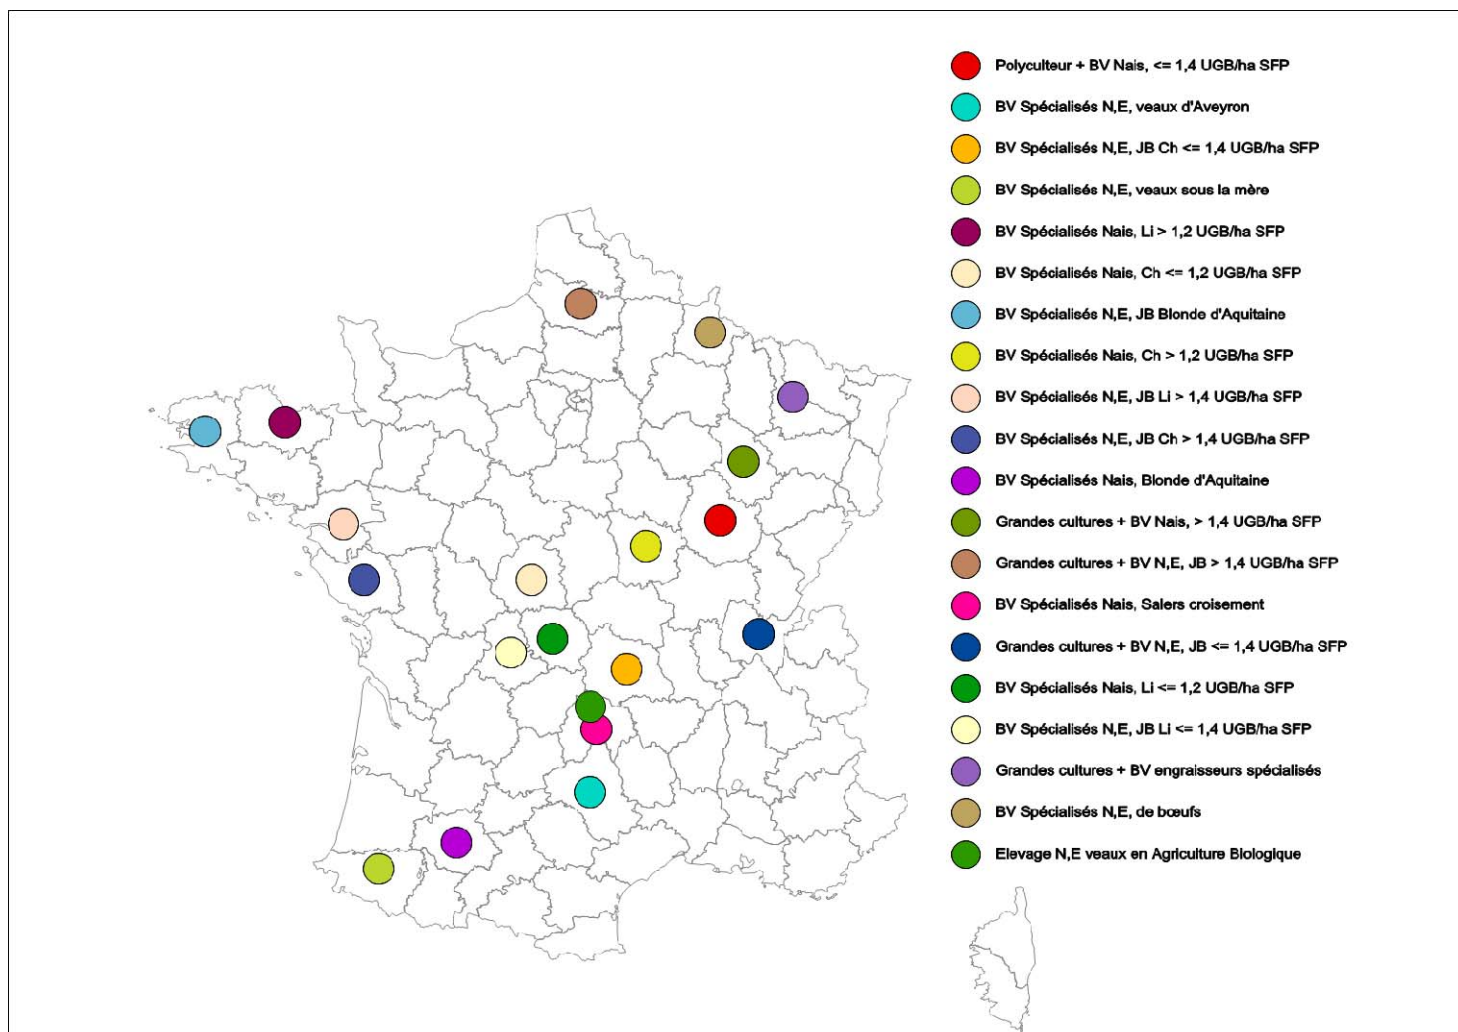 Polyculteur + BV Nais, <= 1,4 UGB/ha SFP
BV Spécialisés N,E, veaux d'Aveyron
BV Spécialisés N,E, JB Ch <= 1,4 UGB/ha SFP
BV Spécialisés N,E, veaux sous la mère
BV Spécialisés Nais, Li > 1,2 UGB/ha SFP
BV Spécialisés Nais, Ch <= 1,2 UGB/ha SFP
BV Spécialisés N,E, JB Blonde d'Aquitaine
BV Spécialisés Nais, Ch > 1,2 UGB/ha SFP
BV Spécialisés N,E, JB Li > 1,4 UGB/ha SFP
BV Spécialisés N,E, JB Ch > 1,4 UGB/ha SFP
BV Spécialisés Nais, Blonde d'Aquitaine
Grandes cultures + BV Nais, > 1,4 UGB/ha SFP
Grandes cultures + BV N,E, JB > 1,4 UGB/ha SFP
BV Spécialisés Nais, Salers croisement
Grandes cultures + BV N,E, JB <= 1,4 UGB/ha SFP
BV Spécialisés Nais, Li <= 1,2 UGB/ha SFP
BV Spécialisés N,E, JB Li <= 1,4 UGB/ha SFP
Grandes cultures + BV engraisseurs spécialisés
BV Spécialisés N,E, de bœufs
Elevage N,E veaux en Agriculture Biologique